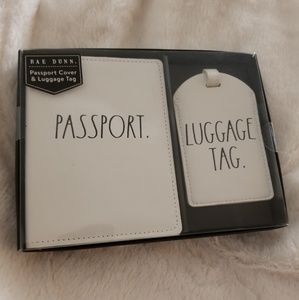 RAE DUNN.
Passport Cover
& Luggage Tag
PASSPORT.
LUGGAGE
TAG.